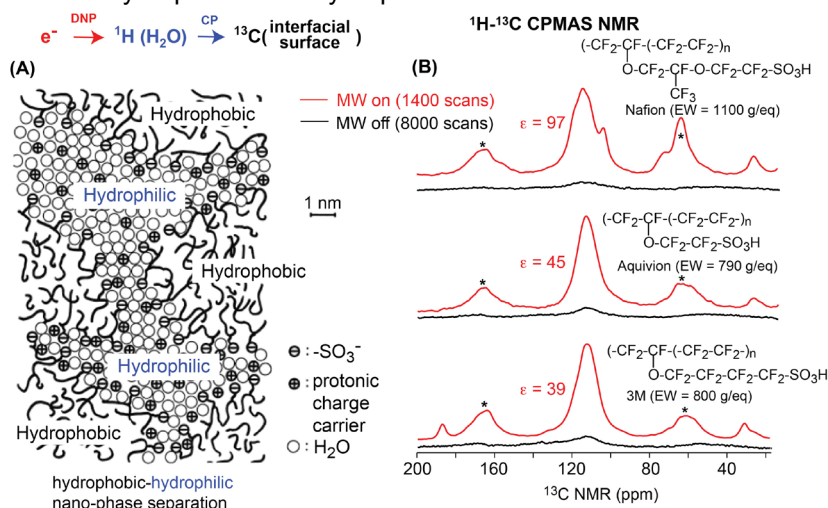 DNP CP
e⁻ → ¹H (H₂O) → ¹³C(interfacial surface)
¹H-¹³C CPMAS NMR
(A)
(B)
Hydrophobic
Hydrophilic
Hydrophobic
Hydrophilic
Hydrophobic
1 nm
⊖ : -SO₃⁻
⊕ : protonic
charge
carrier
○ : H₂O
hydrophobic-hydrophilic
nano-phase separation
MW on (1400 scans)
MW off (8000 scans)
(-CF₂-CF-(-CF₂-CF₂-)n
O-CF₂-CF-O-CF₂-CF₂-SO₃H
CF₃
Nafion (EW = 1100 g/eq)
ε = 97
*
*
(-CF₂-CF-(-CF₂-CF₂-)n
O-CF₂-CF₂-SO₃H
Aquivion (EW = 790 g/eq)
ε = 45
*
*
(-CF₂-CF-(-CF₂-CF₂-)n
O-CF₂-CF₂-CF₂-CF₂-SO₃H
3M (EW = 800 g/eq)
ε = 39
*
*
200 160 120 80 40
¹³C NMR (ppm)